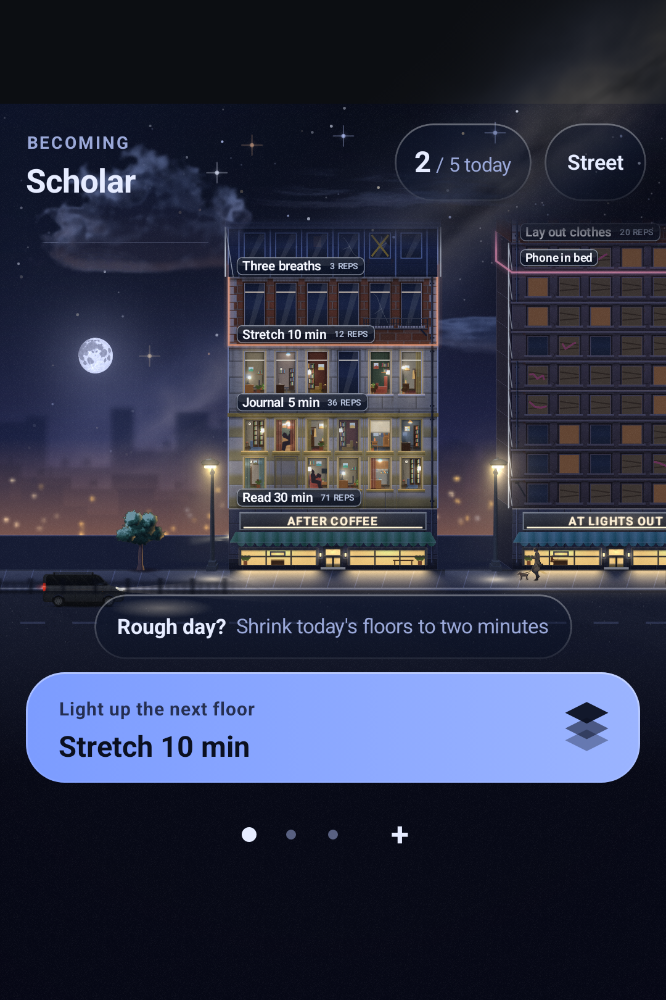 BECOMING
Scholar
2 / 5 today
Street
Lay out clothes 20 REPS
Phone in bed
Three breaths 3 REPS
Stretch 10 min 12 REPS
Journal 5 min 36 REPS
Read 30 min 71 REPS
AFTER COFFEE
AT LIGHTS OUT
Rough day? Shrink today's floors to two minutes
Light up the next floor
Stretch 10 min